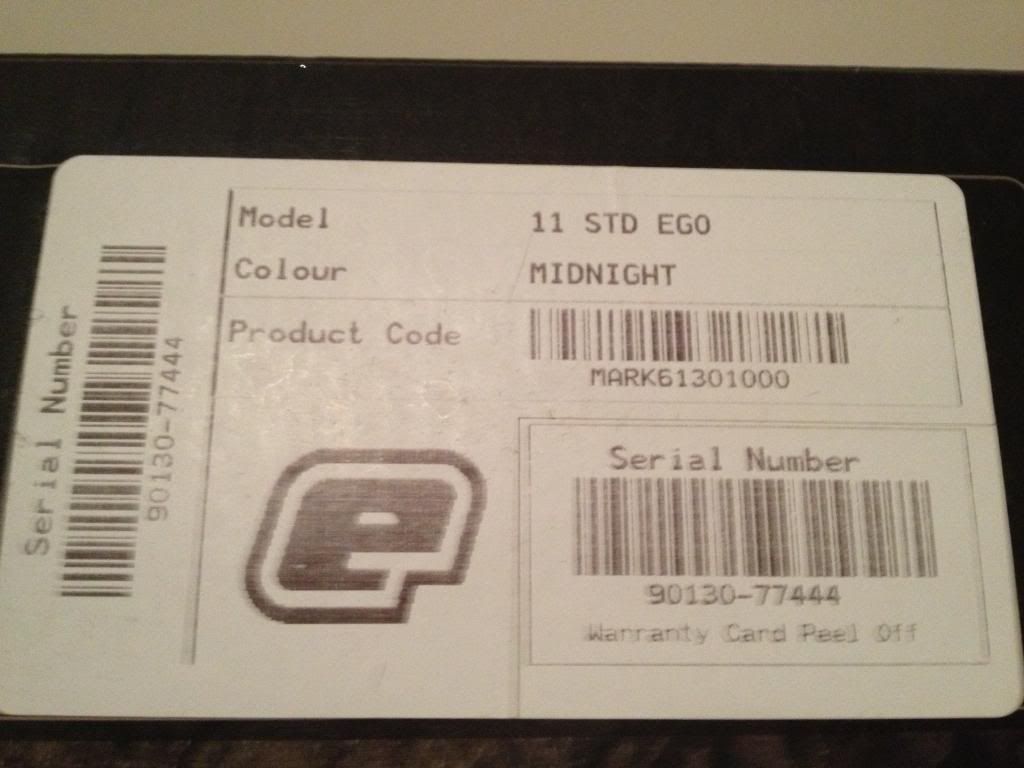 Model 11 STD EGO
Colour MIDNIGHT
Product Code
MARK61301000
Serial Number
90130-77444
Warranty Card Peel Off
Serial Number
90130-77444
e